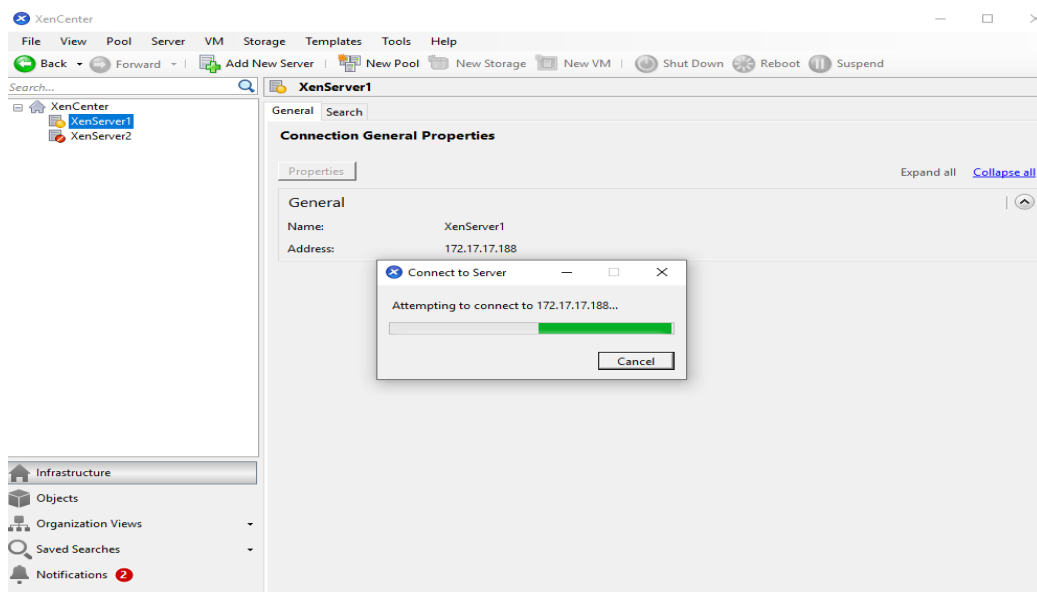 XenCenter
File View Pool Server VM Storage Templates Tools Help
Back Forward Add New Server New Pool New Storage New VM Shut Down Reboot Suspend
Search...
XenServer1
XenCenter
XenServer1
XenServer2
General Search
Connection General Properties
Properties
Expand all Collapse all
General
Name: XenServer1
Address: 172.17.17.188
Connect to Server
Attempting to connect to 172.17.17.188...
Cancel
Infrastructure
Objects
Organization Views
Saved Searches
Notifications 2